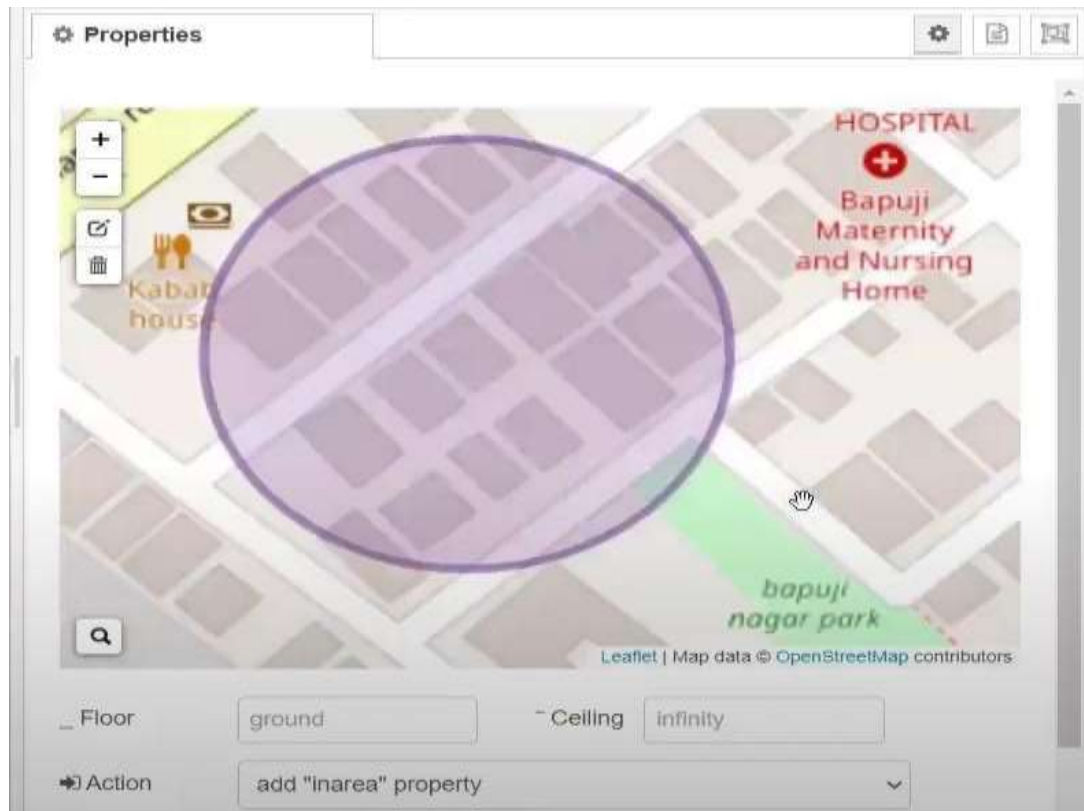 Properties
+
−
HOSPITAL
Bapuji
Maternity
and Nursing
Home
Kabab
house
bapuji
nagar park
Leaflet | Map data © OpenStreetMap contributors
Floor ground Ceiling infinity
Action add "inarea" property